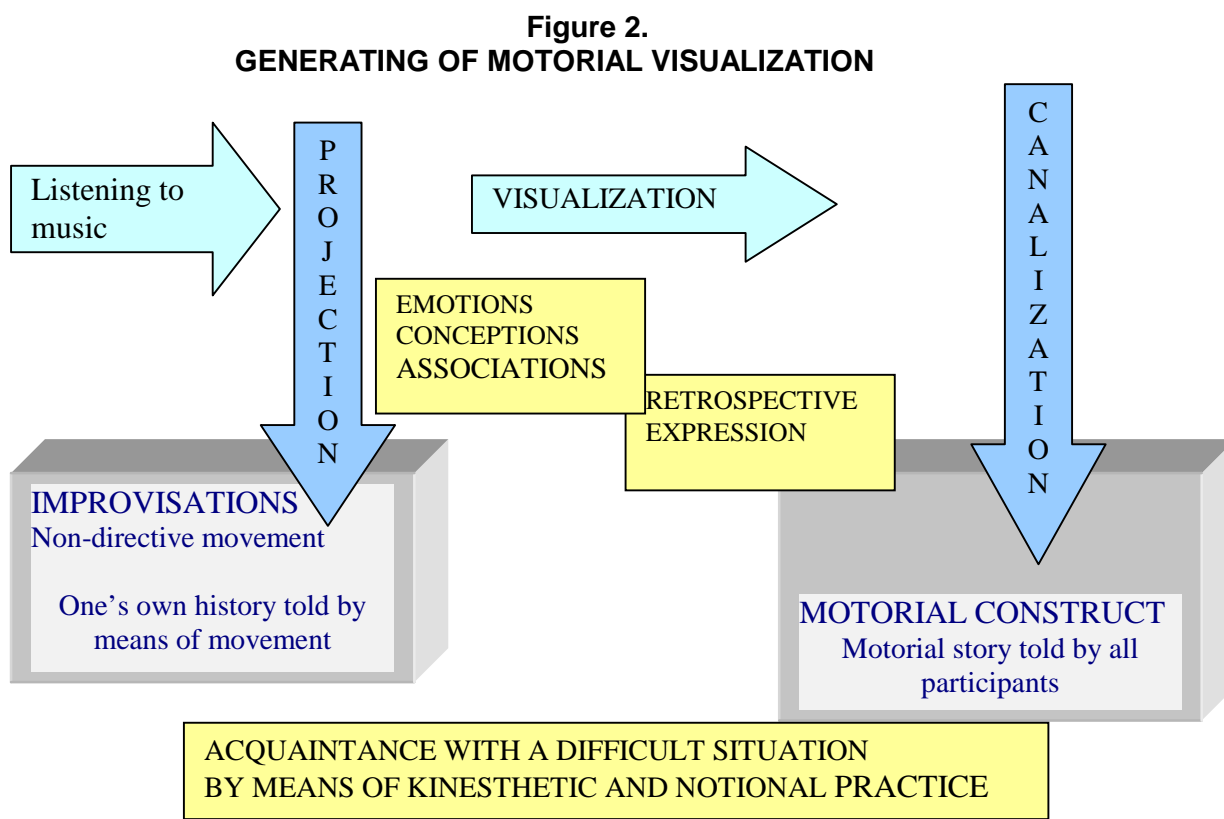 Figure 2.
GENERATING OF MOTORIAL VISUALIZATION
Listening to
music
PROJECTION
VISUALIZATION
CANALIZATION
EMOTIONS
CONCEPTIONS
ASSOCIATIONS
RETROSPECTIVE
EXPRESSION
IMPROVISATIONS
Non-directive movement
One's own history told by
means of movement
MOTORIAL CONSTRUCT
Motorial story told by all
participants
ACQUAINTANCE WITH A DIFFICULT SITUATION
BY MEANS OF KINESTHETIC AND NOTIONAL PRACTICE